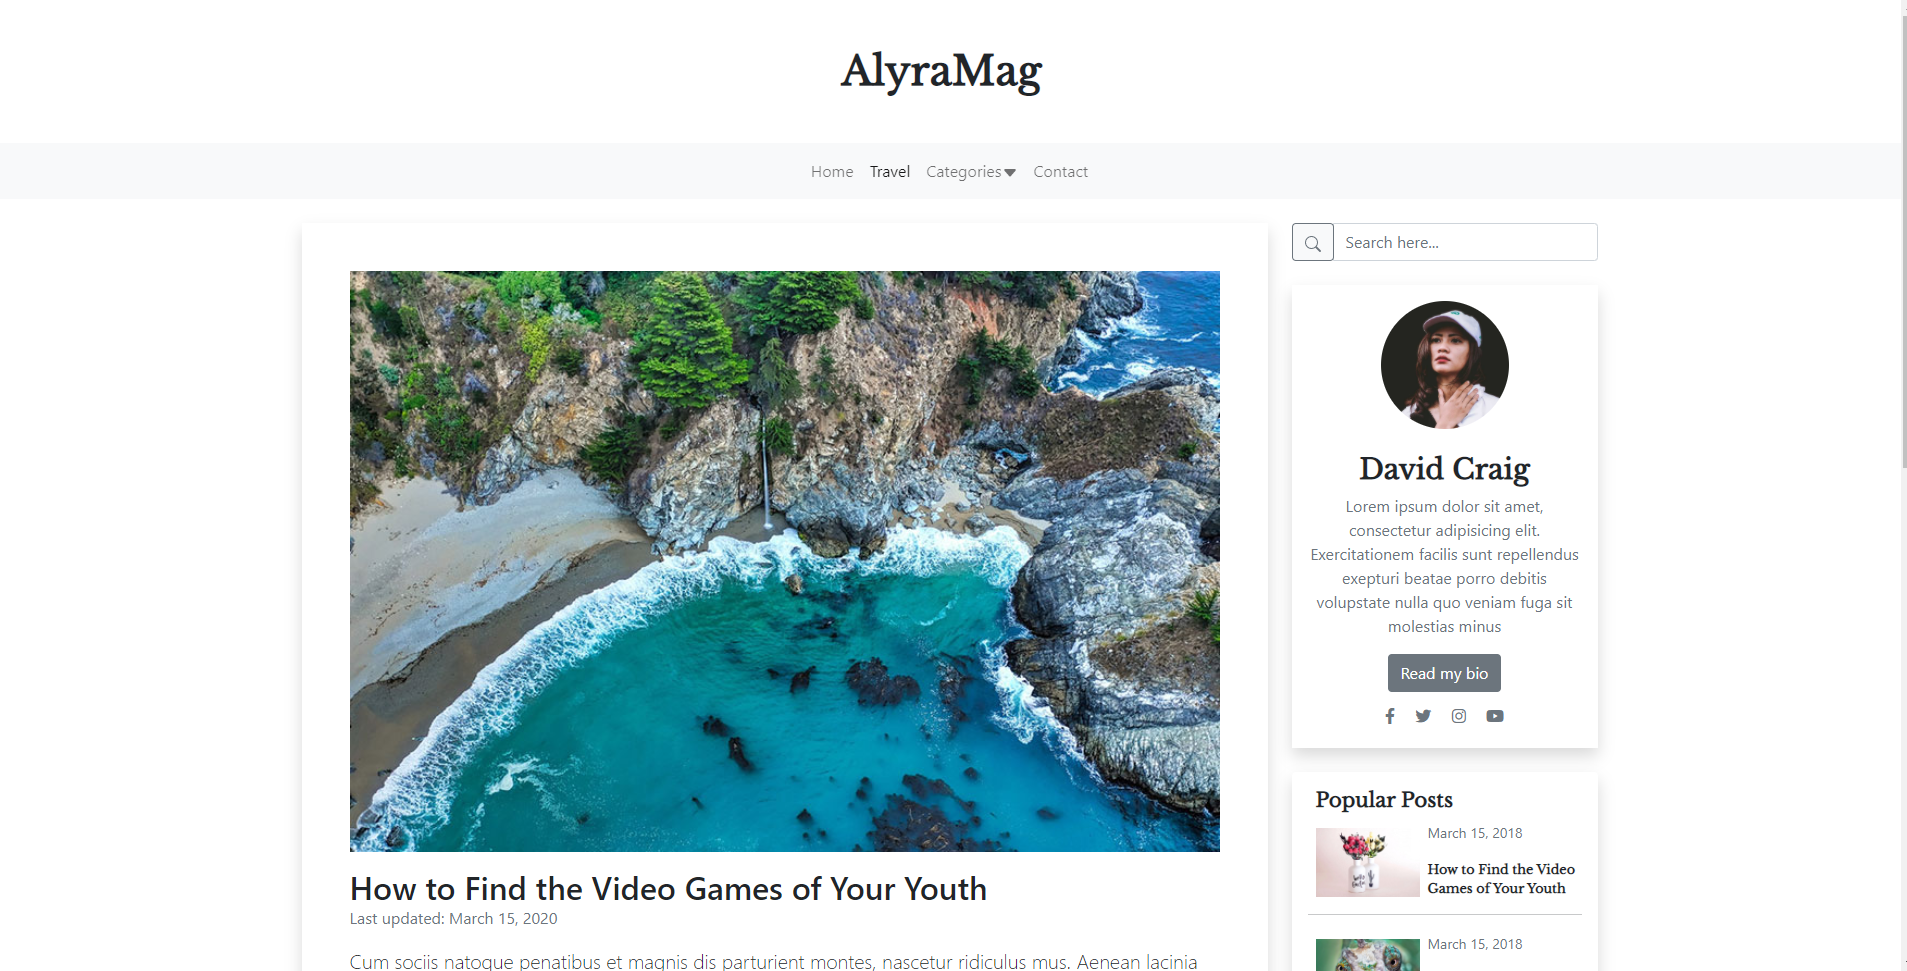 AlyraMag
Home Travel Categories Contact
Search here...
David Craig
Lorem ipsum dolor sit amet,
consectetur adipisicing elit.
Exercitationem facilis sunt repellendus
exepturi beatae porro debitis
volupstate nulla quo veniam fuga sit
molestias minus
Read my bio
How to Find the Video Games of Your Youth
Last updated: March 15, 2020
Cum sociis natoque penatibus et magnis dis parturient montes, nascetur ridiculus mus. Aenean lacinia
Popular Posts
March 15, 2018
How to Find the Video
Games of Your Youth
March 15, 2018